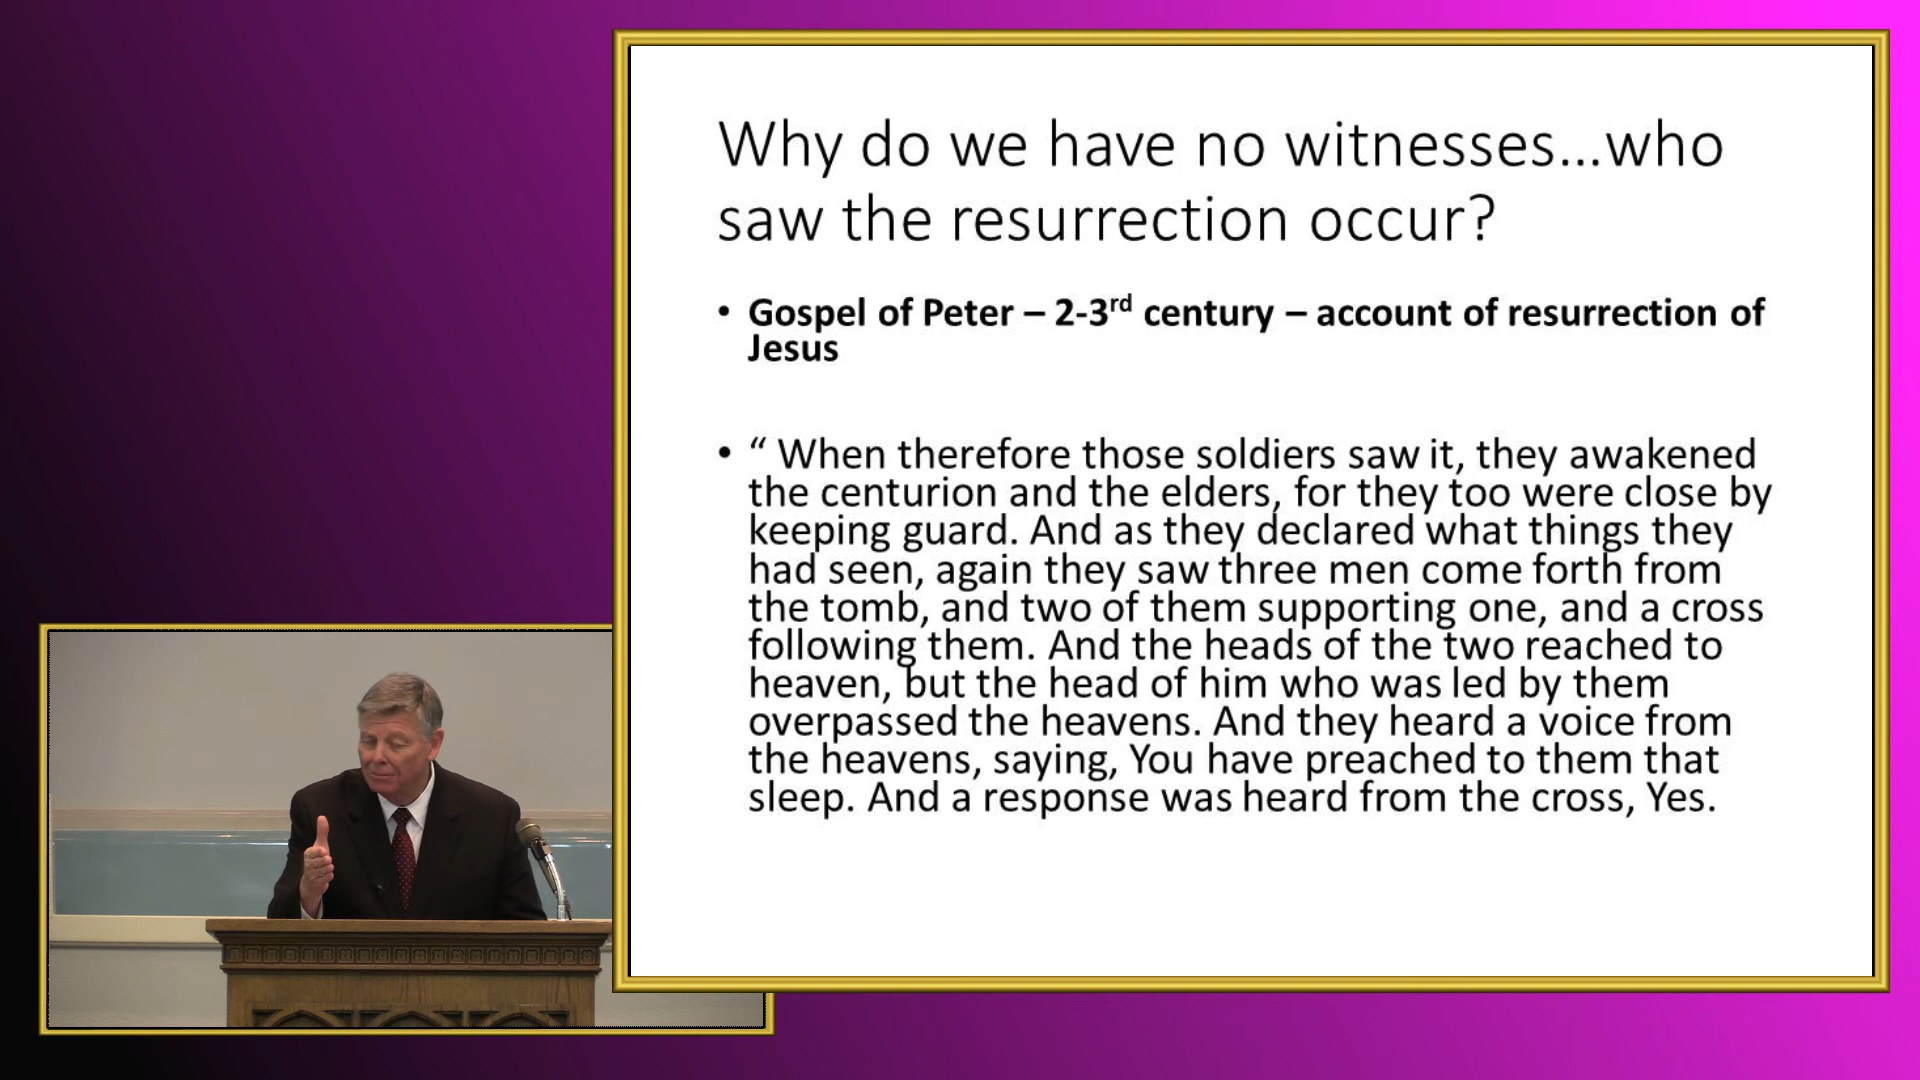 Why do we have no witnesses...who
saw the resurrection occur?
• Gospel of Peter – 2-3rd century – account of resurrection of
Jesus
• “ When therefore those soldiers saw it, they awakened
the centurion and the elders, for they too were close by
keeping guard. And as they declared what things they
had seen, again they saw three men come forth from
the tomb, and two of them supporting one, and a cross
following them. And the heads of the two reached to
heaven, but the head of him who was led by them
overpassed the heavens. And they heard a voice from
the heavens, saying, You have preached to them that
sleep. And a response was heard from the cross, Yes.